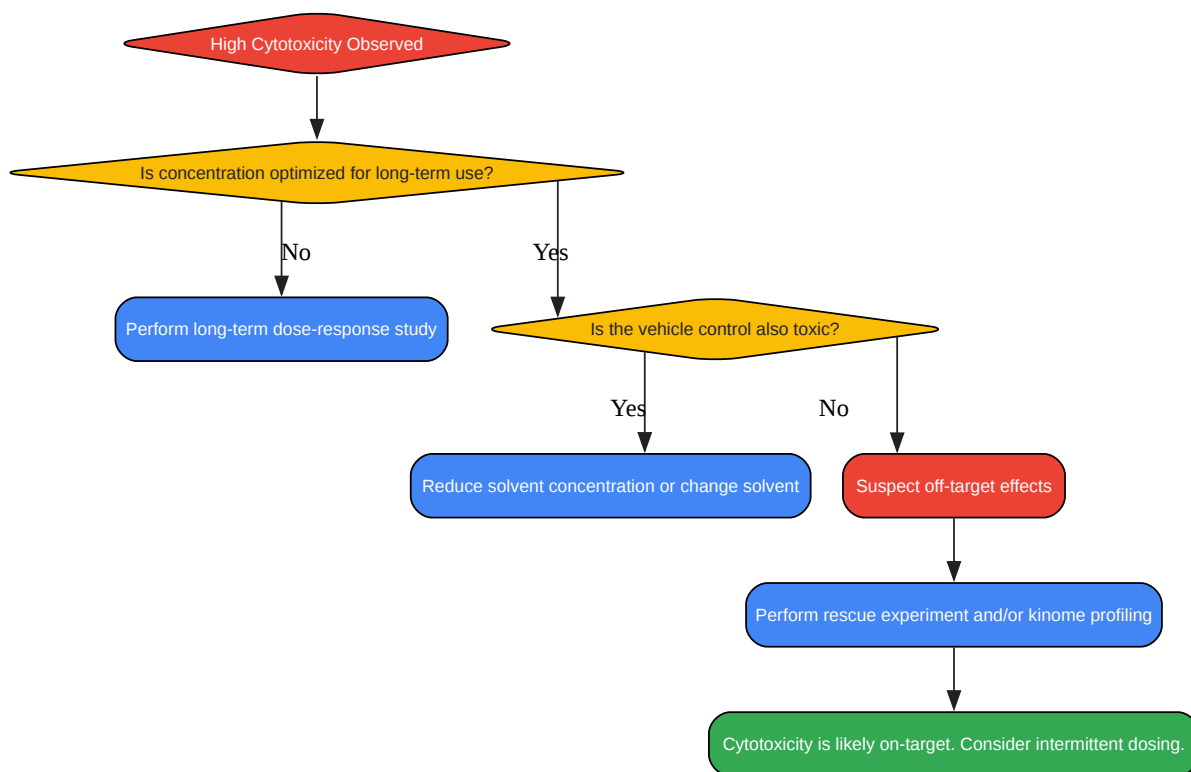 High Cytotoxicity Observed
Is concentration optimized for long-term use?
No
Yes
Perform long-term dose-response study
Is the vehicle control also toxic?
Yes
No
Reduce solvent concentration or change solvent
Suspect off-target effects
Perform rescue experiment and/or kinome profiling
Cytotoxicity is likely on-target. Consider intermittent dosing.